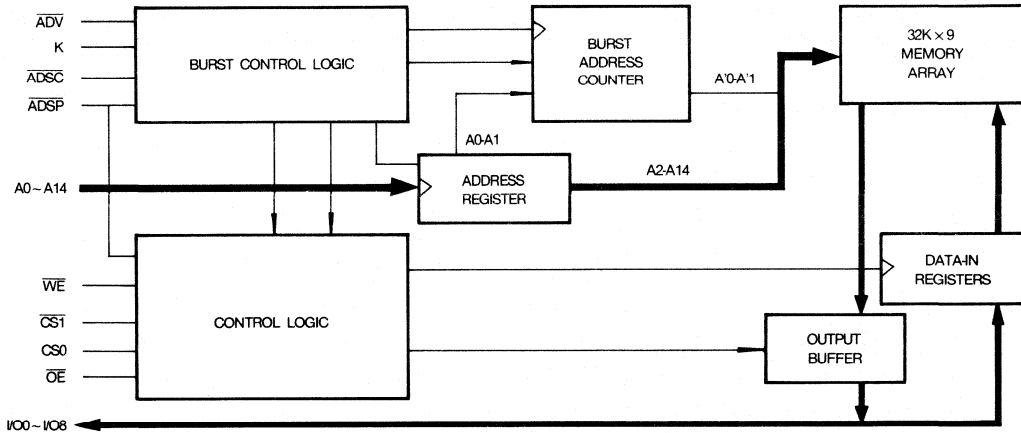 ADV
K
ADSC
ADSP
BURST CONTROL LOGIC
BURST
ADDRESS
COUNTER
32K × 9
MEMORY
ARRAY
A'0-A'1
A0-A1
A0~A14
ADDRESS
REGISTER
A2-A14
WE
CS1
CS0
OE
CONTROL LOGIC
DATA-IN
REGISTERS
OUTPUT
BUFFER
I/O0~I/O8